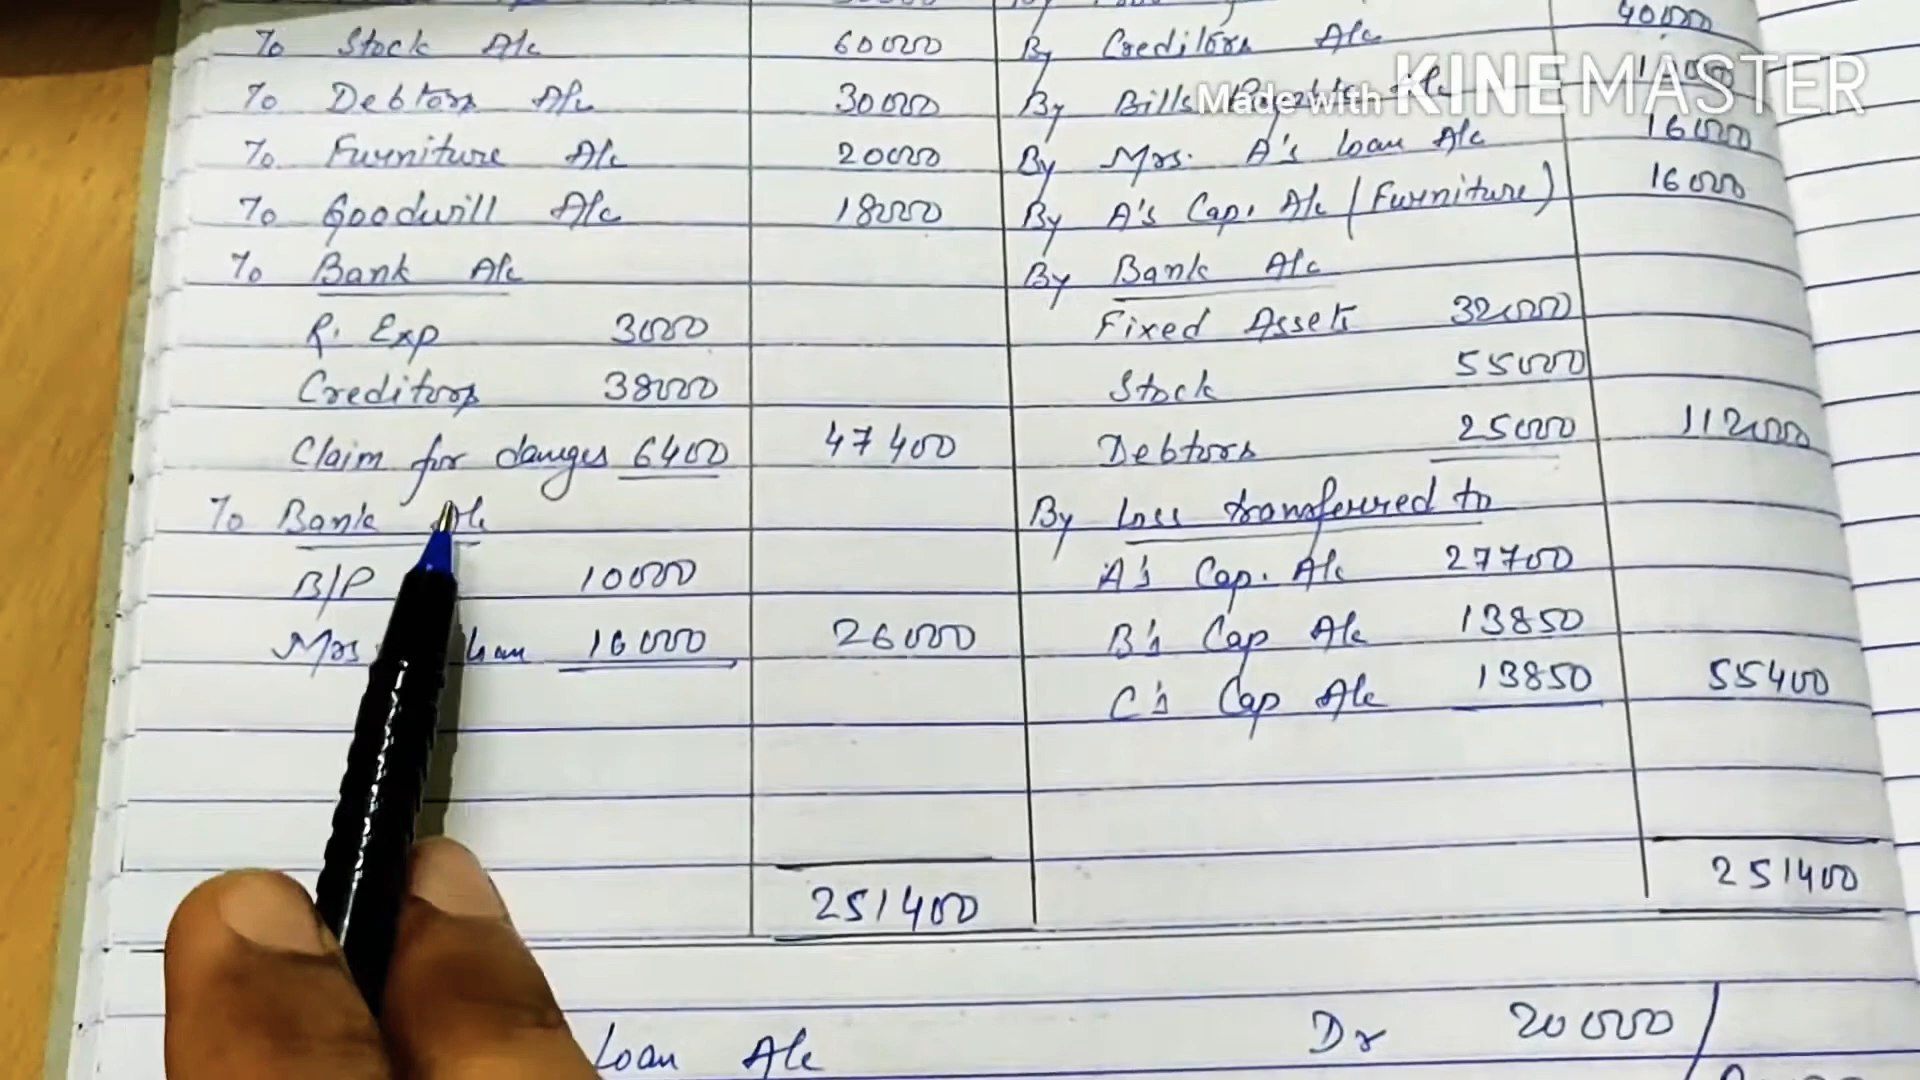 To Stock A/c 60000 By Creditors A/c 40000
To Debtors A/c 30000 By Bills A/c
Made with KINEMASTER
To Furniture A/c 20000 By Mrs. A's loan A/c 16000
To Goodwill A/c 18000 By A's Cap. A/c (Furniture) 16000
To Bank A/c By Bank A/c
R. Exp 3000 Fixed Assets 32000
Creditors 38000 Stock 55000
Claim for damges 6400 47400 Debtors 25000 112000
To Bank A/c By Loss transferred to
B/P 10000 A's Cap. A/c 27700
Mrs loan 16000 26000 B's Cap A/c 13850
C's Cap A/c 13850 55400
251400 251400
loan A/c Dr 20000